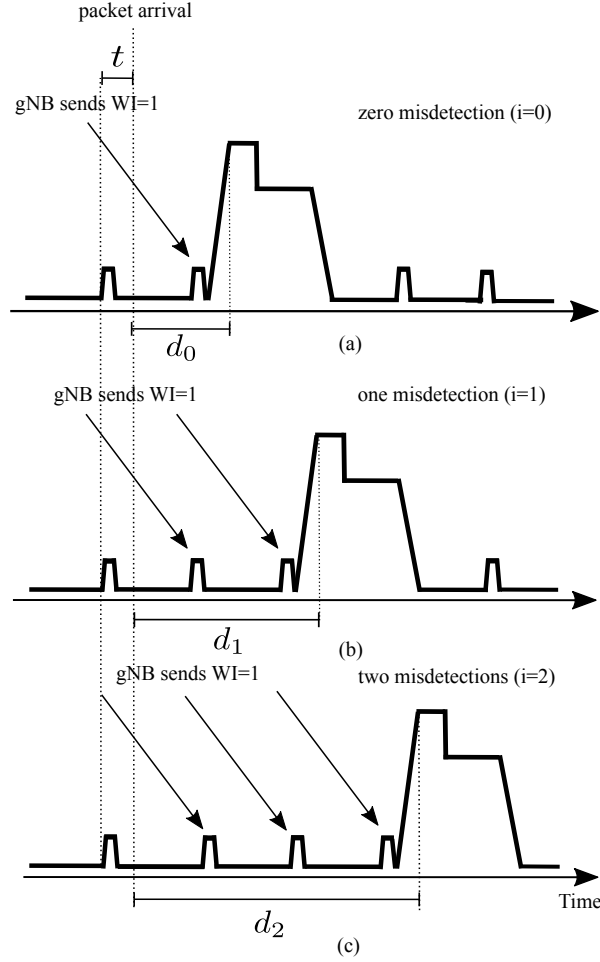 packet arrival
t
gNB sends WI=1
zero misdetection (i=0)
d₀
(a)
gNB sends WI=1
one misdetection (i=1)
d₁
(b)
gNB sends WI=1
two misdetections (i=2)
Time
d₂
(c)